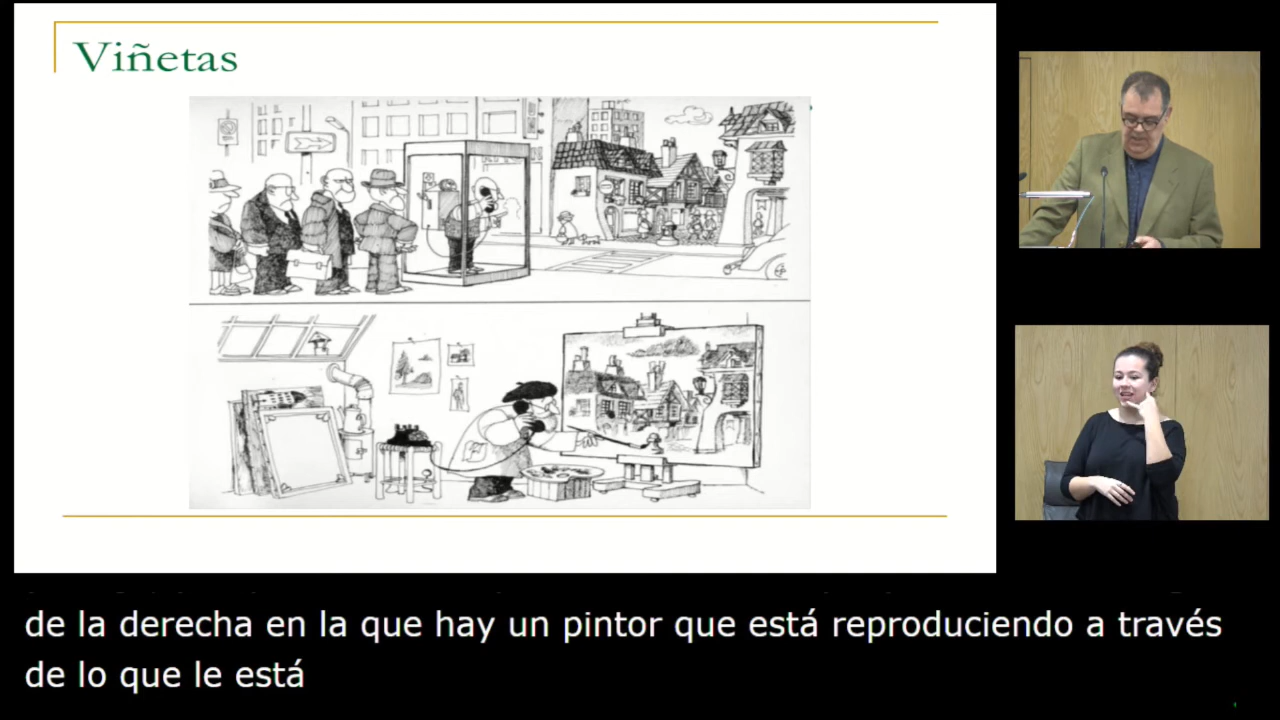 Viñetas
de la derecha en la que hay un pintor que está reproduciendo a través
de lo que le está